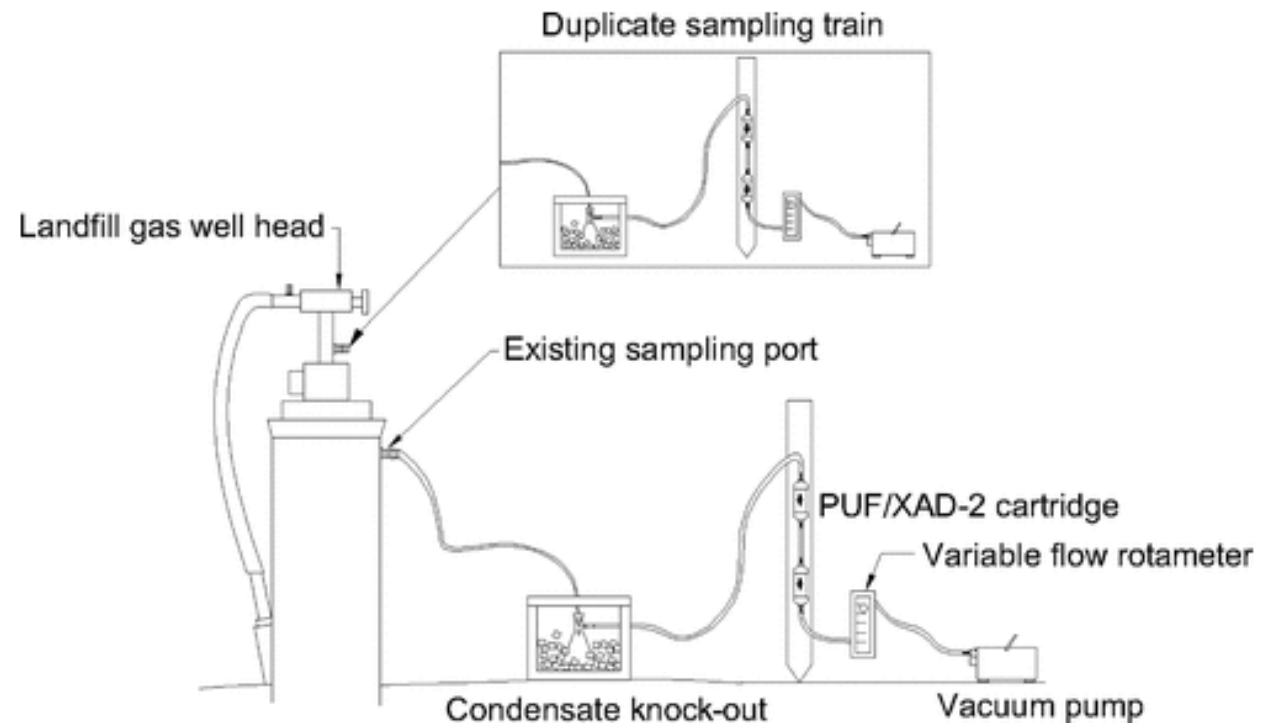 Duplicate sampling train
Landfill gas well head
Existing sampling port
PUF/XAD-2 cartridge
Variable flow rotameter
Condensate knock-out
Vacuum pump